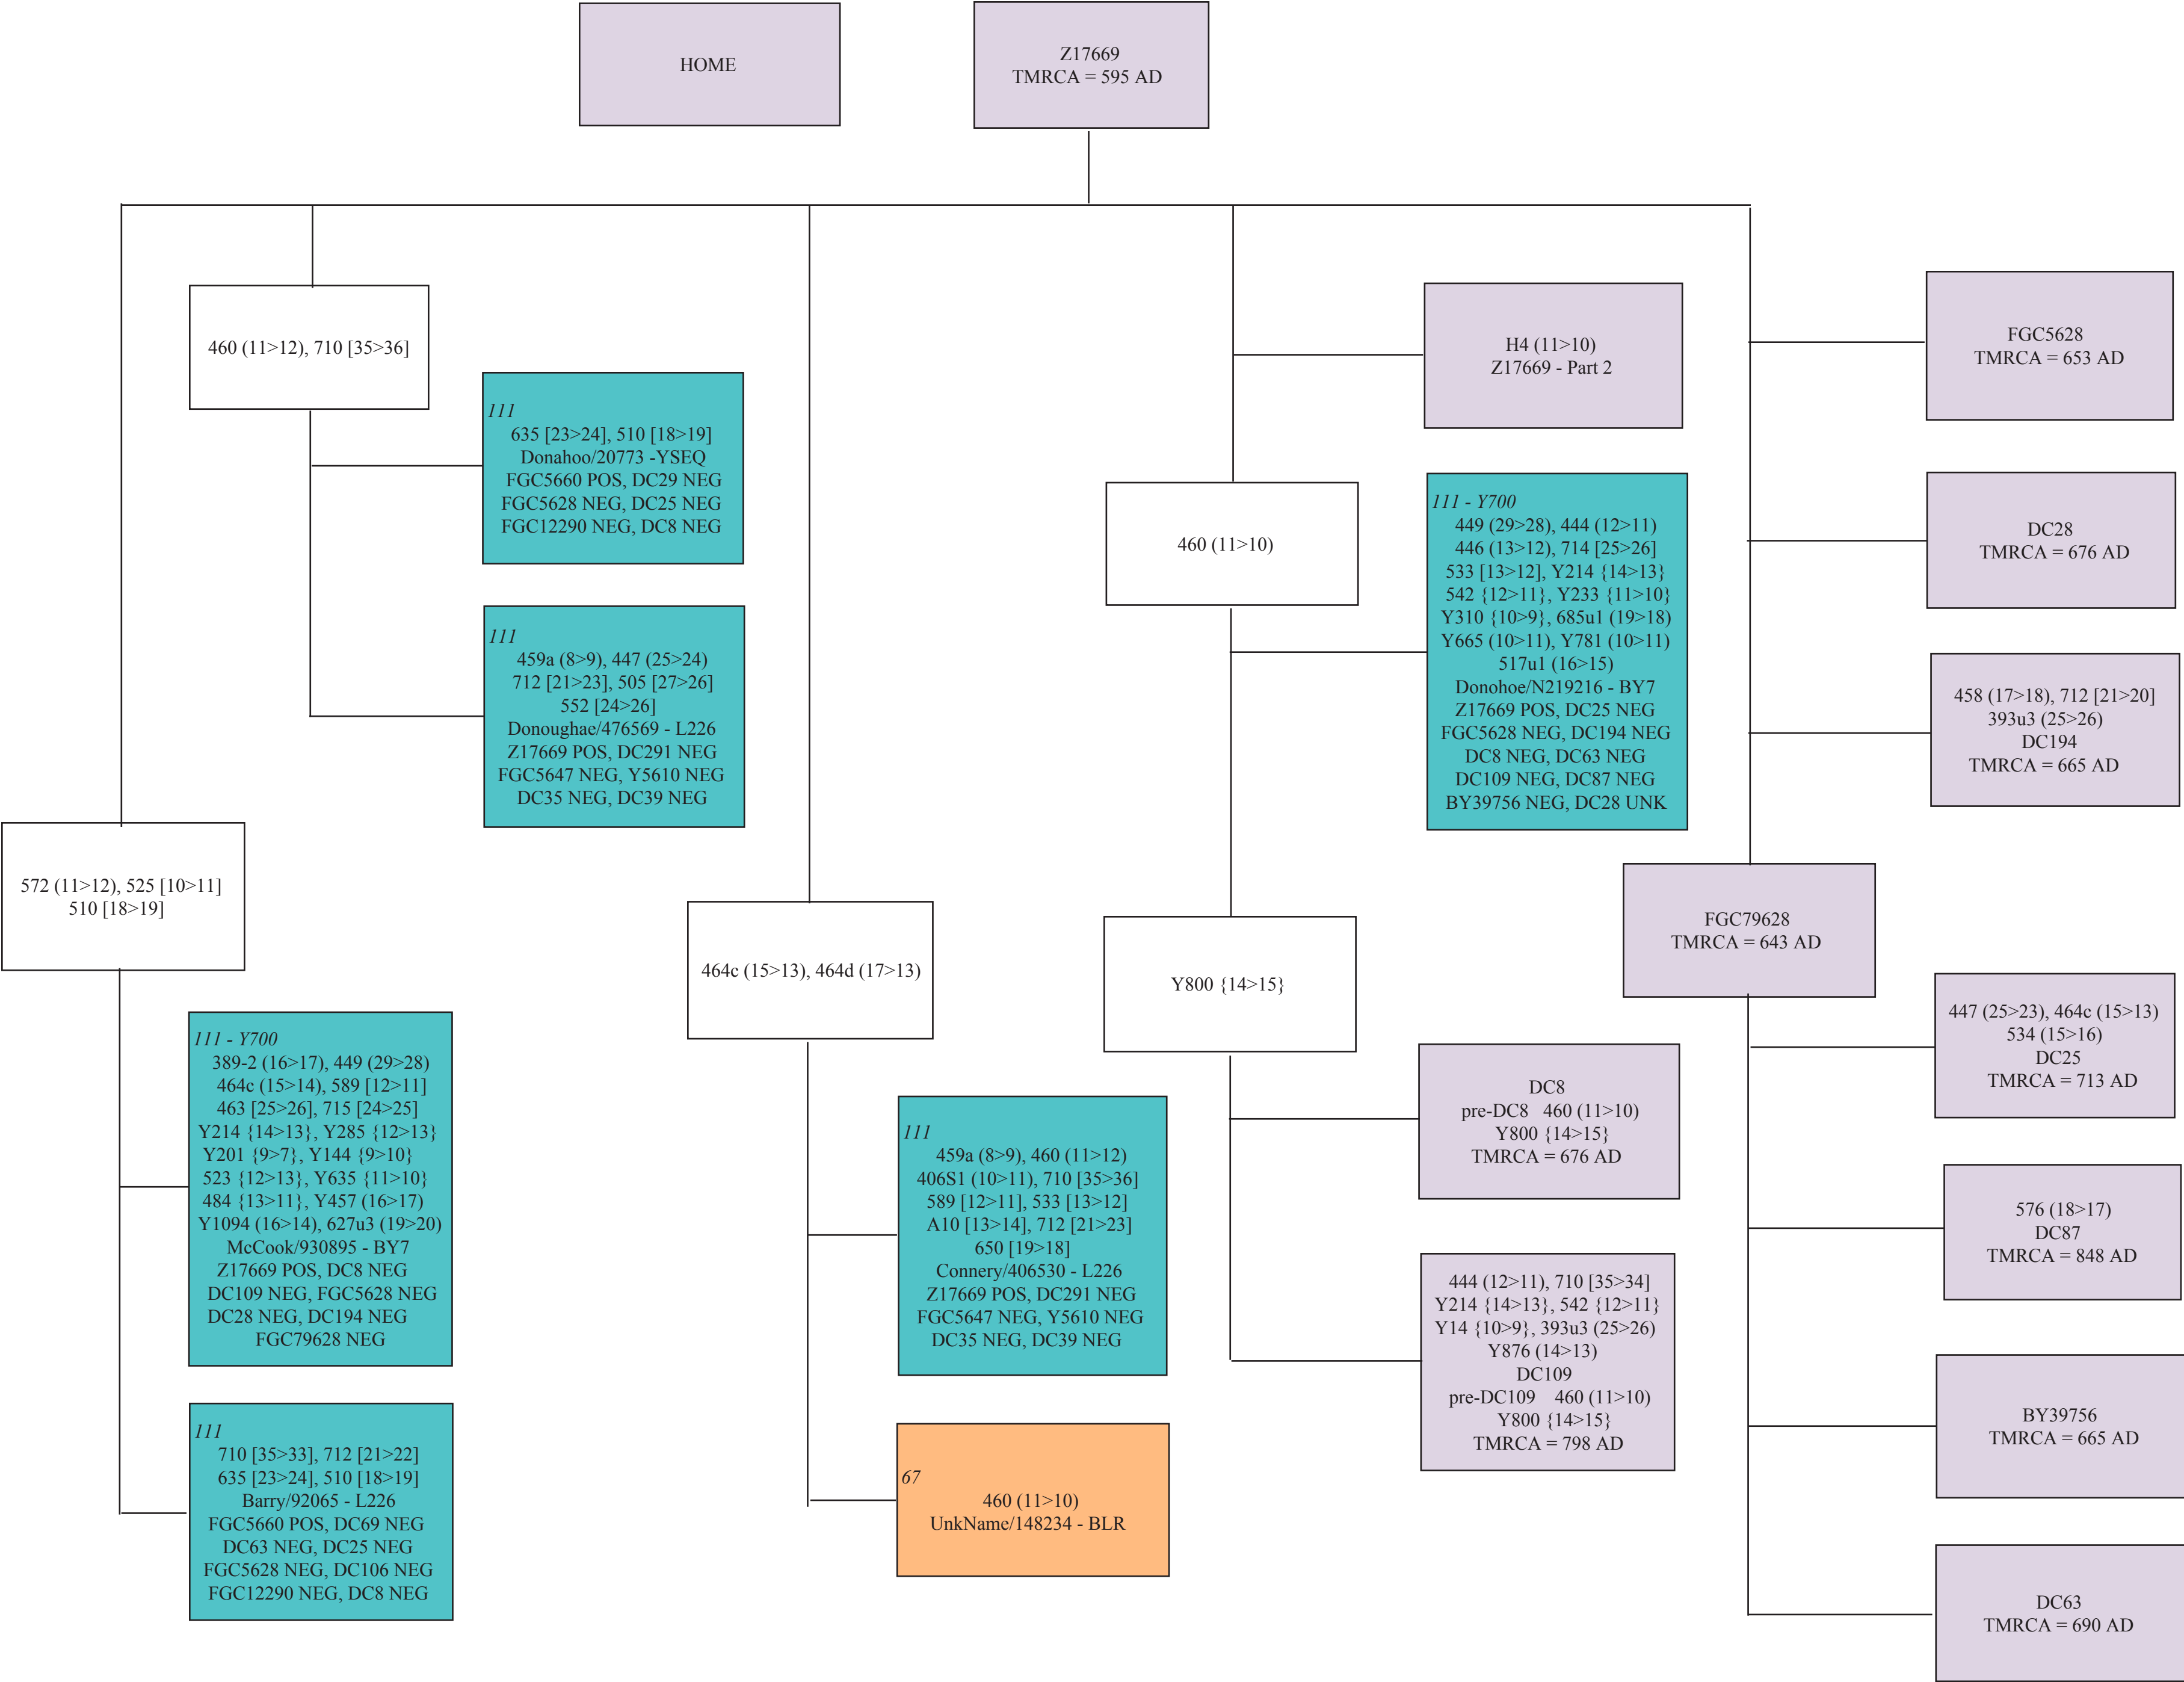 HOME
Z17669
TMRCA = 595 AD
460 (11>12), 710 [35>36]
111
635 [23>24], 510 [18>19]
Donahoo/20773 -YSEQ
FGC5660 POS, DC29 NEG
FGC5628 NEG, DC25 NEG
FGC12290 NEG, DC8 NEG
111
459a (8>9), 447 (25>24)
712 [21>23], 505 [27>26]
552 [24>26]
Donoughae/476569 - L226
Z17669 POS, DC291 NEG
FGC5647 NEG, Y5610 NEG
DC35 NEG, DC39 NEG
572 (11>12), 525 [10>11]
510 [18>19]
111 - Y700
389-2 (16>17), 449 (29>28)
464c (15>14), 589 [12>11]
463 [25>26], 715 [24>25]
Y214 {14>13}, Y285 {12>13}
Y201 {9>7}, Y144 {9>10}
523 {12>13}, Y635 {11>10}
484 {13>11}, Y457 (16>17)
Y1094 (16>14), 627u3 (19>20)
McCook/930895 - BY7
Z17669 POS, DC8 NEG
DC109 NEG, FGC5628 NEG
DC28 NEG, DC194 NEG
FGC79628 NEG
111
710 [35>33], 712 [21>22]
635 [23>24], 510 [18>19]
Barry/92065 - L226
FGC5660 POS, DC69 NEG
DC63 NEG, DC25 NEG
FGC5628 NEG, DC106 NEG
FGC12290 NEG, DC8 NEG
464c (15>13), 464d (17>13)
111
459a (8>9), 460 (11>12)
406S1 (10>11), 710 [35>36]
589 [12>11], 533 [13>12]
A10 [13>14], 712 [21>23]
650 [19>18]
Connery/406530 - L226
Z17669 POS, DC291 NEG
FGC5647 NEG, Y5610 NEG
DC35 NEG, DC39 NEG
67
460 (11>10)
UnkName/148234 - BLR
H4 (11>10)
Z17669 - Part 2
460 (11>10)
111 - Y700
449 (29>28), 444 (12>11)
446 (13>12), 714 [25>26]
533 [13>12], Y214 {14>13}
542 {12>11}, Y233 {11>10}
Y310 {10>9}, 685u1 (19>18)
Y665 (10>11), Y781 (10>11)
517u1 (16>15)
Donohoe/N219216 - BY7
Z17669 POS, DC25 NEG
FGC5628 NEG, DC194 NEG
DC8 NEG, DC63 NEG
DC109 NEG, DC87 NEG
BY39756 NEG, DC28 UNK
Y800 {14>15}
DC8
pre-DC8 460 (11>10)
Y800 {14>15}
TMRCA = 676 AD
444 (12>11), 710 [35>34]
Y214 {14>13}, 542 {12>11}
Y14 {10>9}, 393u3 (25>26)
Y876 (14>13)
DC109
pre-DC109 460 (11>10)
Y800 {14>15}
TMRCA = 798 AD
FGC5628
TMRCA = 653 AD
DC28
TMRCA = 676 AD
458 (17>18), 712 [21>20]
393u3 (25>26)
DC194
TMRCA = 665 AD
FGC79628
TMRCA = 643 AD
447 (25>23), 464c (15>13)
534 (15>16)
DC25
TMRCA = 713 AD
576 (18>17)
DC87
TMRCA = 848 AD
BY39756
TMRCA = 665 AD
DC63
TMRCA = 690 AD